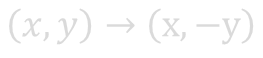 (x, y) → (x, −y)